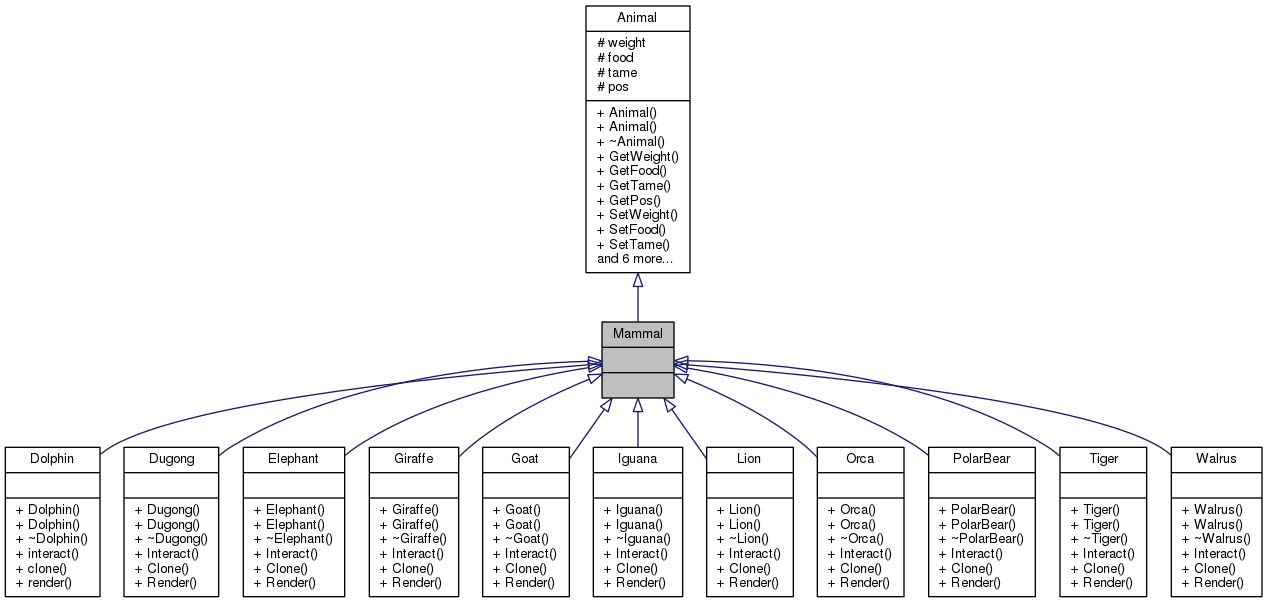 Animal
# weight
# food
# tame
# pos
+ Animal()
+ Animal()
+ ~Animal()
+ GetWeight()
+ GetFood()
+ GetTame()
+ GetPos()
+ SetWeight()
+ SetFood()
+ SetTame()
and 6 more...
Mammal
Dolphin
+ Dolphin()
+ Dolphin()
+ ~Dolphin()
+ interact()
+ clone()
+ render()
Dugong
+ Dugong()
+ Dugong()
+ ~Dugong()
+ Interact()
+ Clone()
+ Render()
Elephant
+ Elephant()
+ Elephant()
+ ~Elephant()
+ Interact()
+ Clone()
+ Render()
Giraffe
+ Giraffe()
+ Giraffe()
+ ~Giraffe()
+ Interact()
+ Clone()
+ Render()
Goat
+ Goat()
+ Goat()
+ ~Goat()
+ Interact()
+ Clone()
+ Render()
Iguana
+ Iguana()
+ Iguana()
+ ~Iguana()
+ Interact()
+ Clone()
+ Render()
Lion
+ Lion()
+ Lion()
+ ~Lion()
+ Interact()
+ Clone()
+ Render()
Orca
+ Orca()
+ Orca()
+ ~Orca()
+ Interact()
+ Clone()
+ Render()
PolarBear
+ PolarBear()
+ PolarBear()
+ ~PolarBear()
+ Interact()
+ Clone()
+ Render()
Tiger
+ Tiger()
+ Tiger()
+ ~Tiger()
+ Interact()
+ Clone()
+ Render()
Walrus
+ Walrus()
+ Walrus()
+ ~Walrus()
+ Interact()
+ Clone()
+ Render()